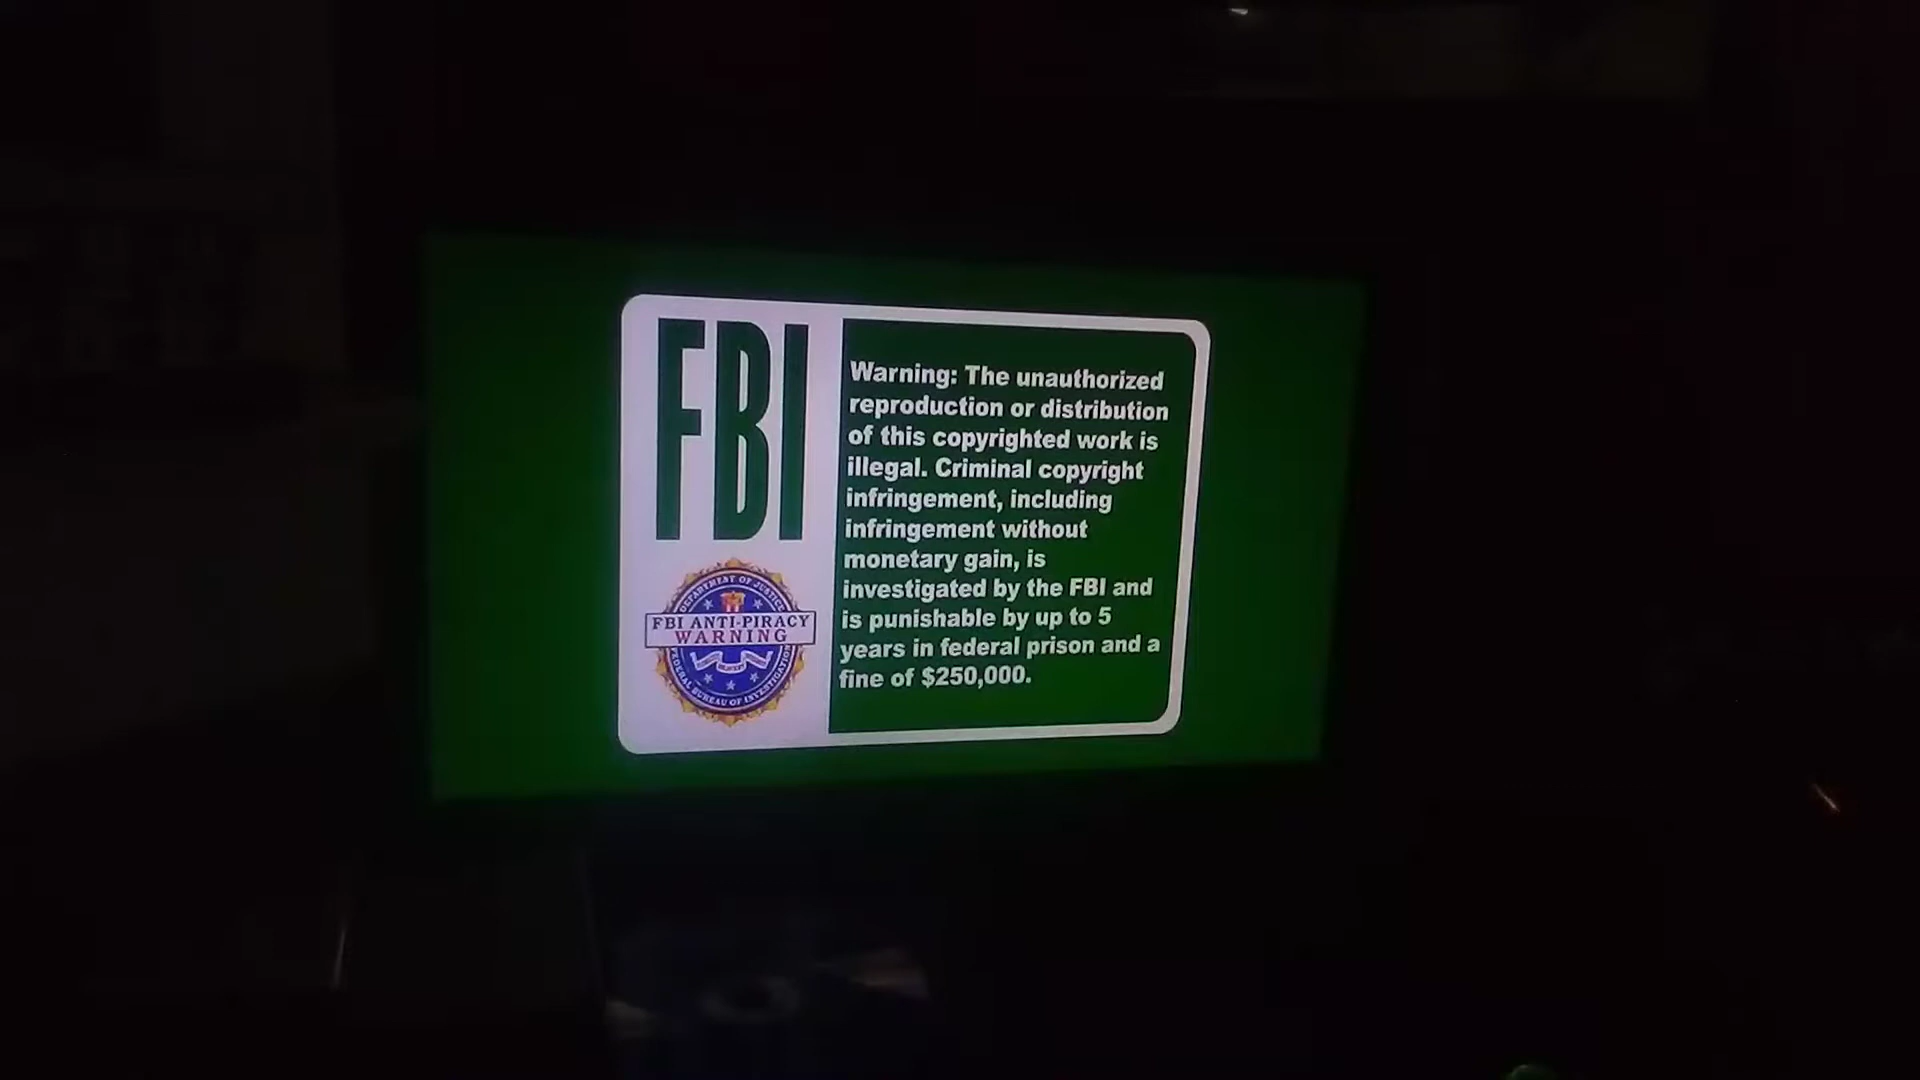 FBI
Warning: The unauthorized
reproduction or distribution
of this copyrighted work is
illegal. Criminal copyright
infringement, including
infringement without
monetary gain, is
investigated by the FBI and
is punishable by up to 5
years in federal prison and a
fine of $250,000.
DEPARTMENT OF JUSTICE
FBI ANTI-PIRACY
WARNING
FEDERAL BUREAU OF INVESTIGATION